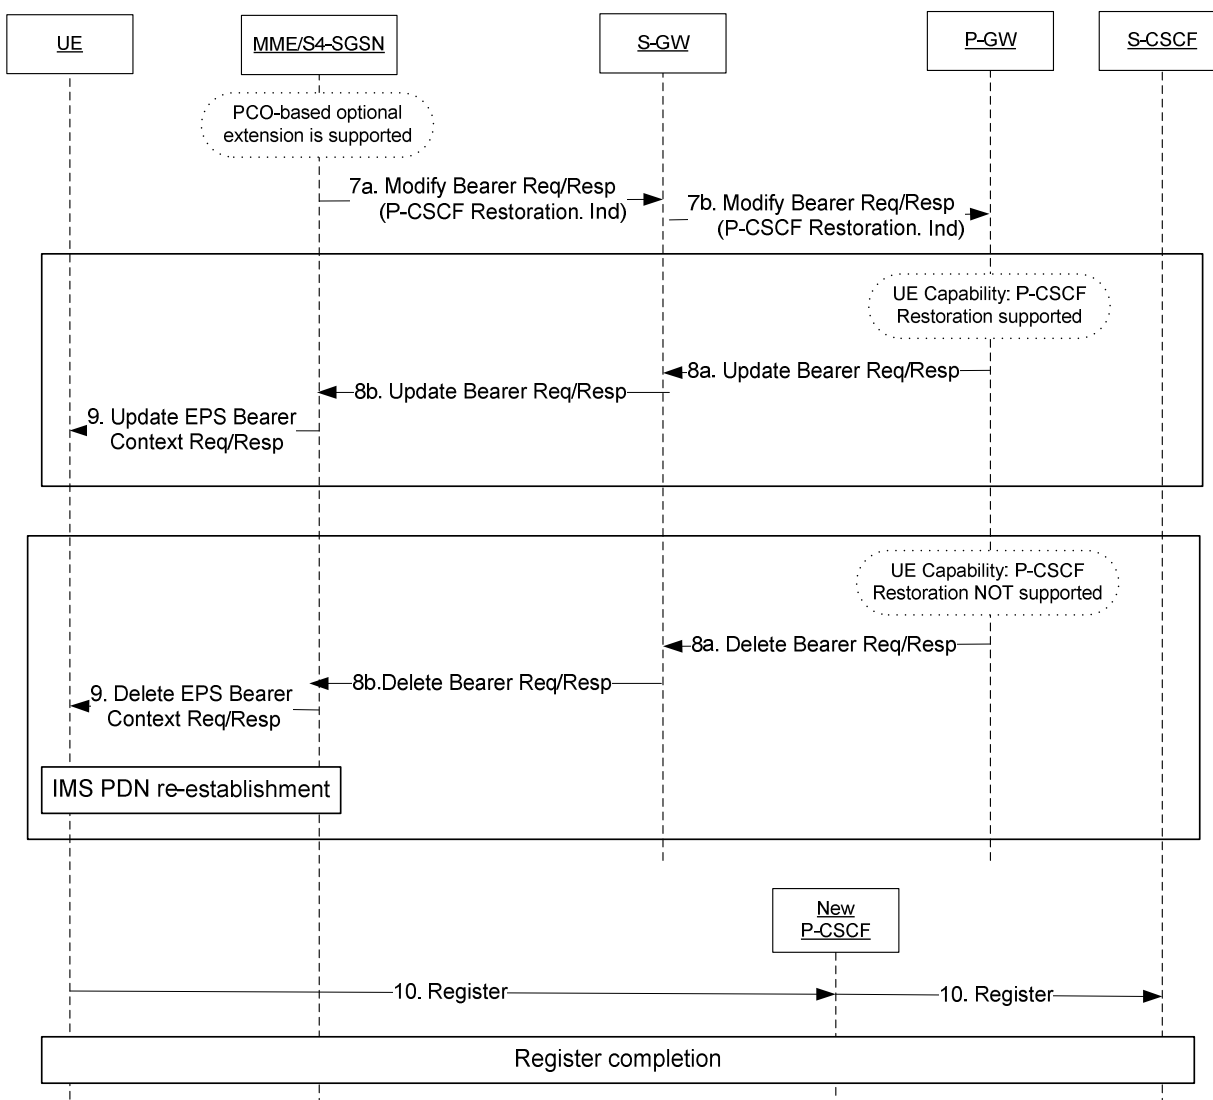 UE
MME/S4-SGSN
S-GW
P-GW
S-CSCF
PCO-based optional
extension is supported
7a. Modify Bearer Req/Resp
(P-CSCF Restoration. Ind)
7b. Modify Bearer Req/Resp
(P-CSCF Restoration. Ind)
UE Capability: P-CSCF
Restoration supported
8a. Update Bearer Req/Resp
8b. Update Bearer Req/Resp
9. Update EPS Bearer
Context Req/Resp
UE Capability: P-CSCF
Restoration NOT supported
8a. Delete Bearer Req/Resp
8b.Delete Bearer Req/Resp
9. Delete EPS Bearer
Context Req/Resp
IMS PDN re-establishment
New
P-CSCF
10. Register
10. Register
Register completion